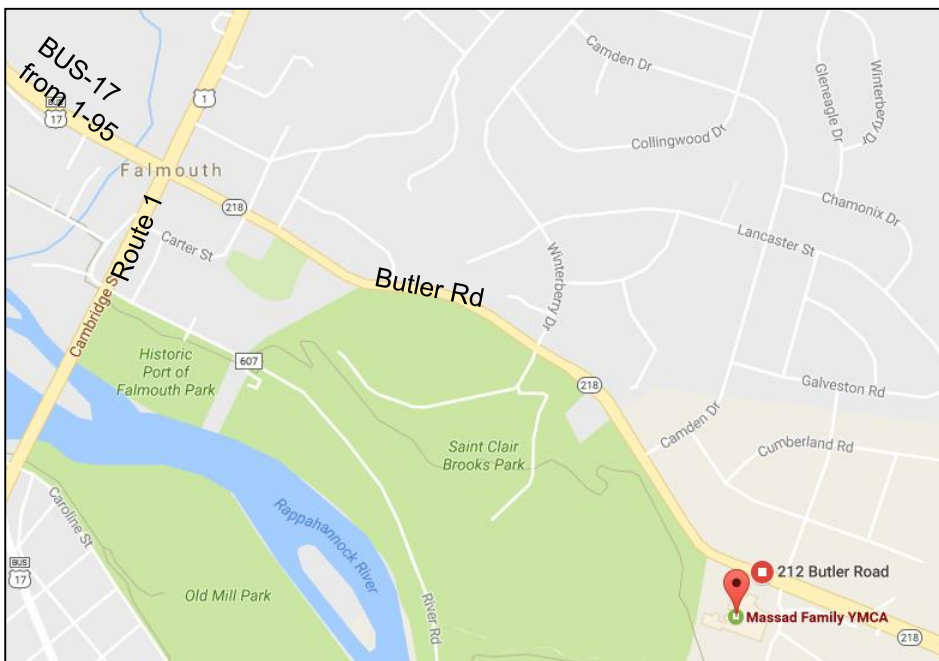 BUS-17
from 1-95
BUS
17
1
Falmouth
218
Route 1
Cambridge S
Carter St
Butler Rd
Camden Dr
Collingwood Dr
Gleneagle Dr
Winterberry Dr
Chamonix Dr
Lancaster St
Winterberry Dr
Historic
Port of
Falmouth Park
607
218
Galveston Rd
Camden Dr
Cumberland Rd
Saint Clair
Brooks Park
Rappahannock River
Caroline St
BUS
17
Old Mill Park
River Rd
212 Butler Road
Massad Family YMCA
218